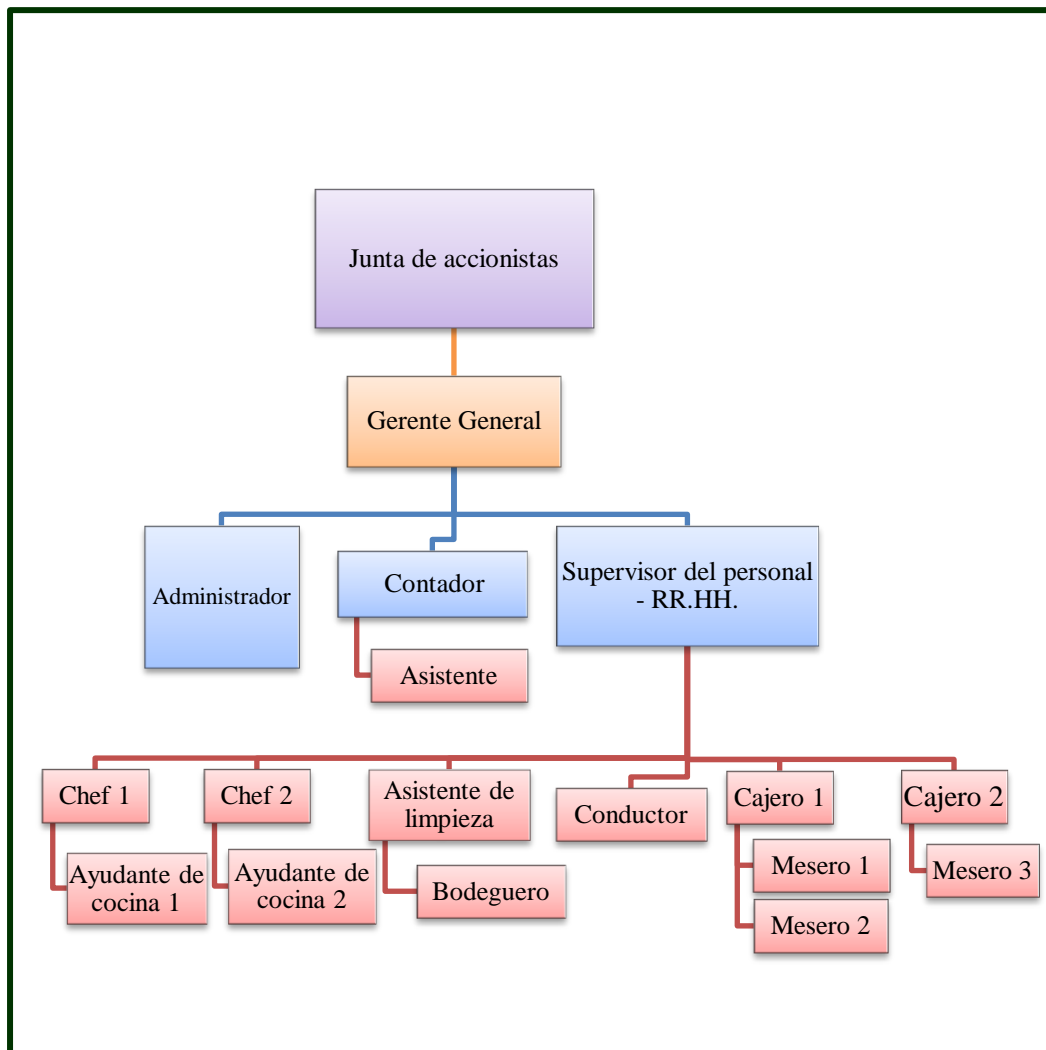 Junta de accionistas
Gerente General
Administrador
Contador
Supervisor del personal
- RR.HH.
Asistente
Chef 1
Chef 2
Asistente de
limpieza
Conductor
Cajero 1
Cajero 2
Ayudante de
cocina 1
Ayudante de
cocina 2
Bodeguero
Mesero 1
Mesero 3
Mesero 2